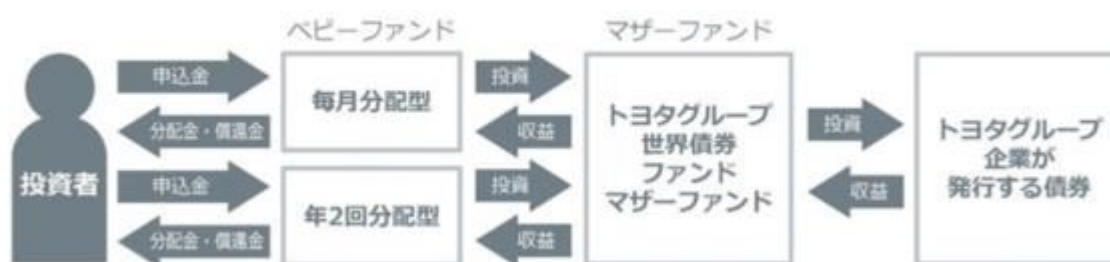 ベビーファンド
マザーファンド
投資者
申込金
分配金・償還金
申込金
分配金・償還金
毎月分配型
年2回分配型
投資
収益
投資
収益
トヨタグループ
世界債券
ファンド
マザーファンド
投資
収益
トヨタグループ
企業が
発行する債券